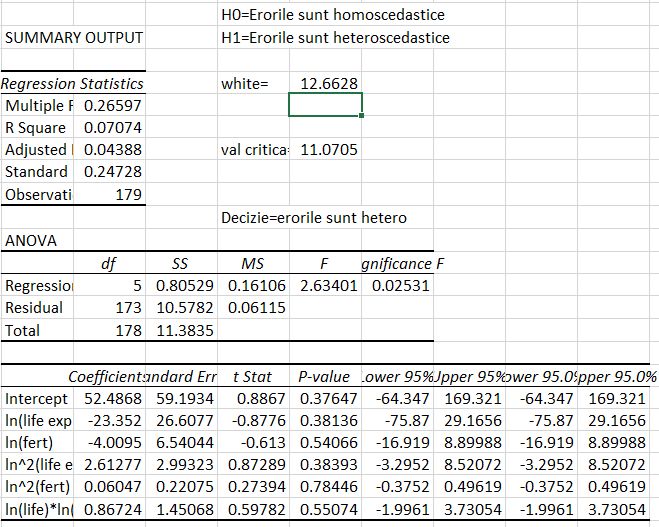 H0=Erorile sunt homoscedastice
SUMMARY OUTPUT H1=Erorile sunt heteroscedastice
Regression Statistics white= 12.6628
Multiple R 0.26597
R Square 0.07074
Adjusted 0.04388 val critica 11.0705
Standard 0.24728
Observati 179
Decizie=erorile sunt hetero
ANOVA
df SS MS F gnificance F
Regression 5 0.80529 0.16106 2.63401 0.02531
Residual 173 10.5782 0.06115
Total 178 11.3835
Coefficients andard Err t Stat P-value Lower 95% Upper 95% ower 95.0% pper 95.0%
Intercept 52.4868 59.1934 0.8867 0.37647 -64.347 169.321 -64.347 169.321
ln(life exp -23.352 26.6077 -0.8776 0.38136 -75.87 29.1656 -75.87 29.1656
ln(fert) -4.0095 6.54044 -0.613 0.54066 -16.919 8.89988 -16.919 8.89988
ln^2(life e 2.61277 2.99323 0.87289 0.38393 -3.2952 8.52072 -3.2952 8.52072
ln^2(fert) 0.06047 0.22075 0.27394 0.78446 -0.3752 0.49619 -0.3752 0.49619
ln(life)*ln( 0.86724 1.45068 0.59782 0.55074 -1.9961 3.73054 -1.9961 3.73054